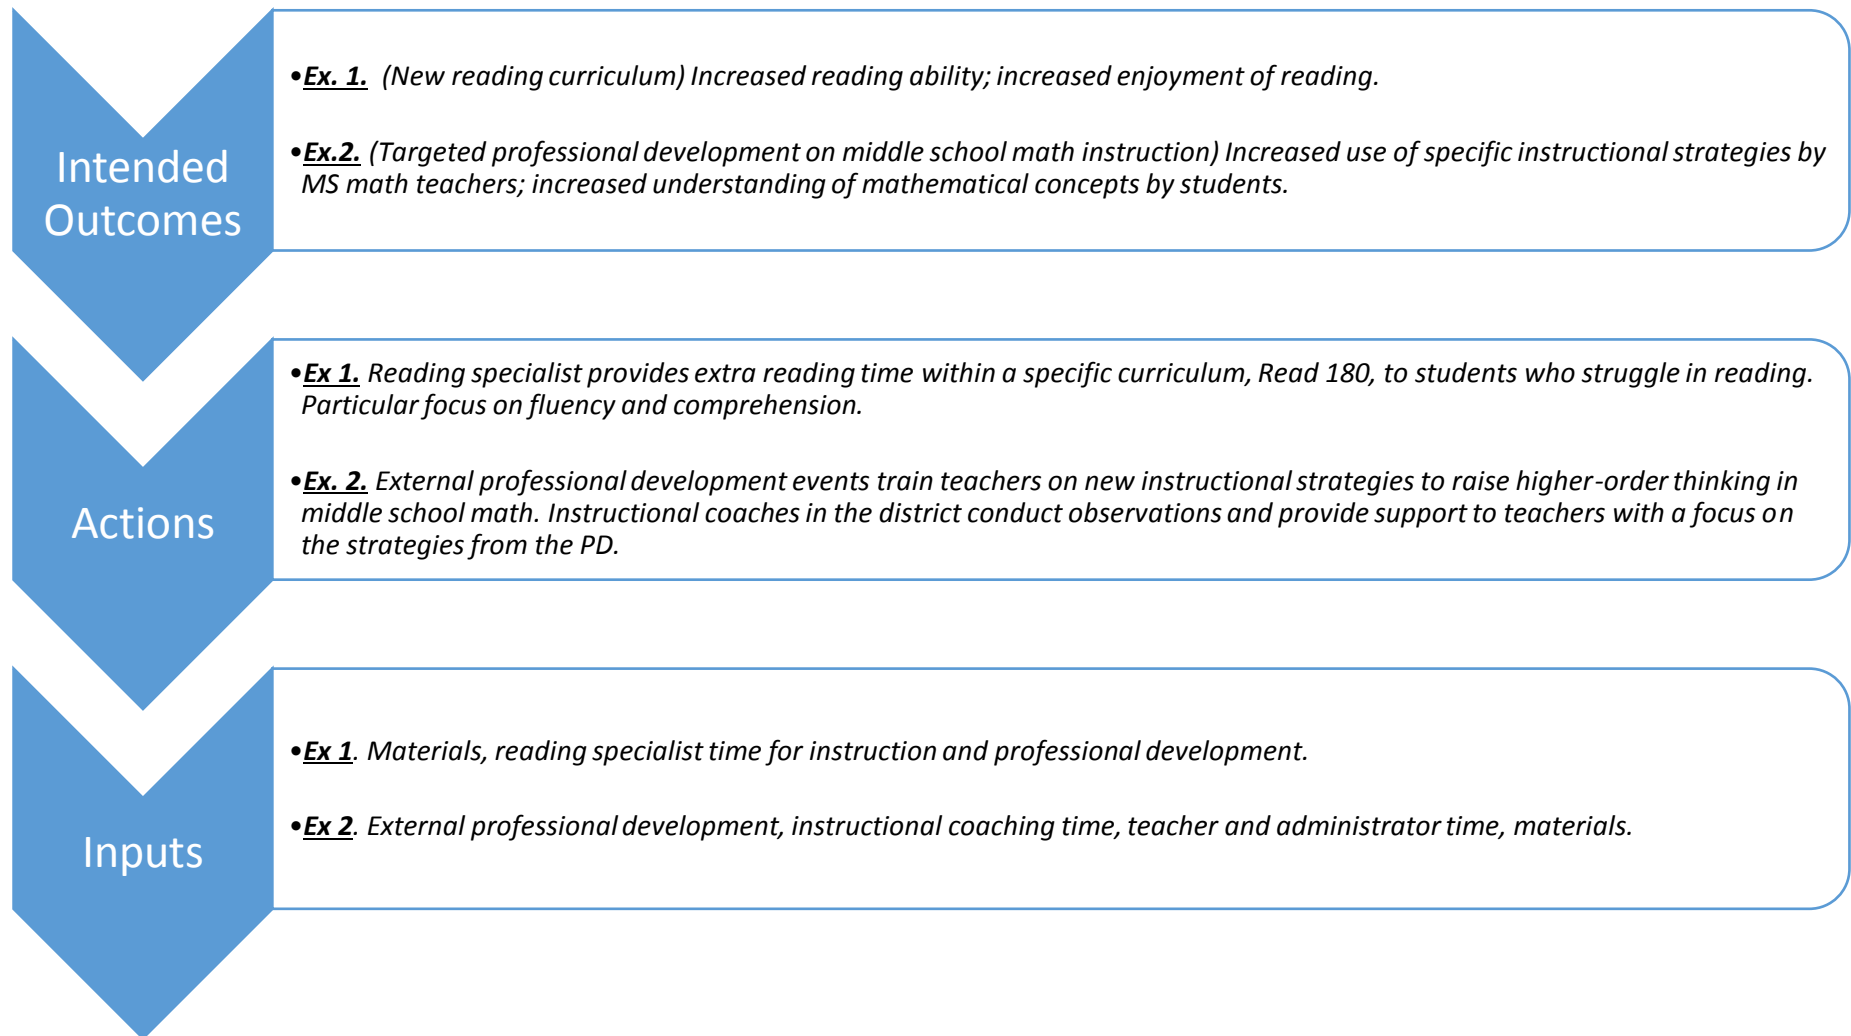 Intended
Outcomes
•Ex. 1. (New reading curriculum) Increased reading ability; increased enjoyment of reading.
•Ex.2. (Targeted professional development on middle school math instruction) Increased use of specific instructional strategies by
MS math teachers; increased understanding of mathematical concepts by students.
Actions
•Ex 1. Reading specialist provides extra reading time within a specific curriculum, Read 180, to students who struggle in reading.
Particular focus on fluency and comprehension.
•Ex. 2. External professional development events train teachers on new instructional strategies to raise higher-order thinking in
middle school math. Instructional coaches in the district conduct observations and provide support to teachers with a focus on
the strategies from the PD.
Inputs
•Ex 1. Materials, reading specialist time for instruction and professional development.
•Ex 2. External professional development, instructional coaching time, teacher and administrator time, materials.